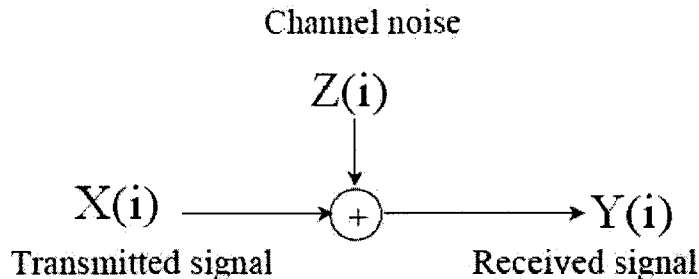 Channel noise
Z(i)
+
X(i)
Y(i)
Transmitted signal
Received signal